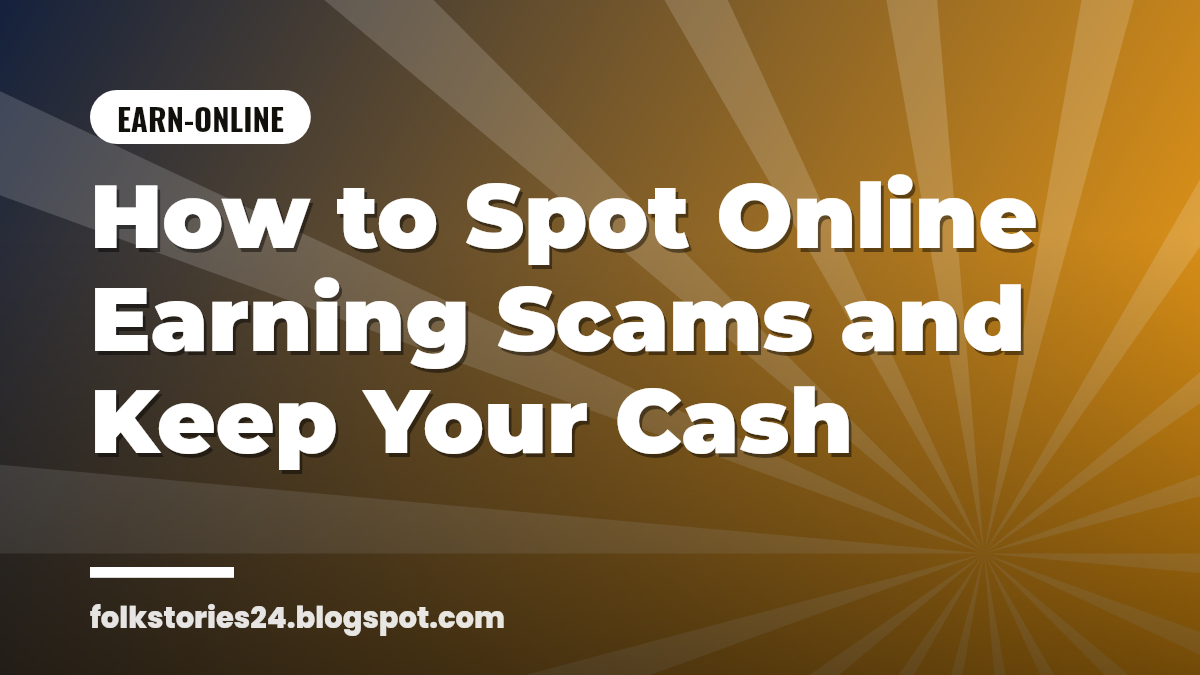 EARN-ONLINE
How to Spot Online
Earning Scams and
Keep Your Cash
folkstories24.blogspot.com